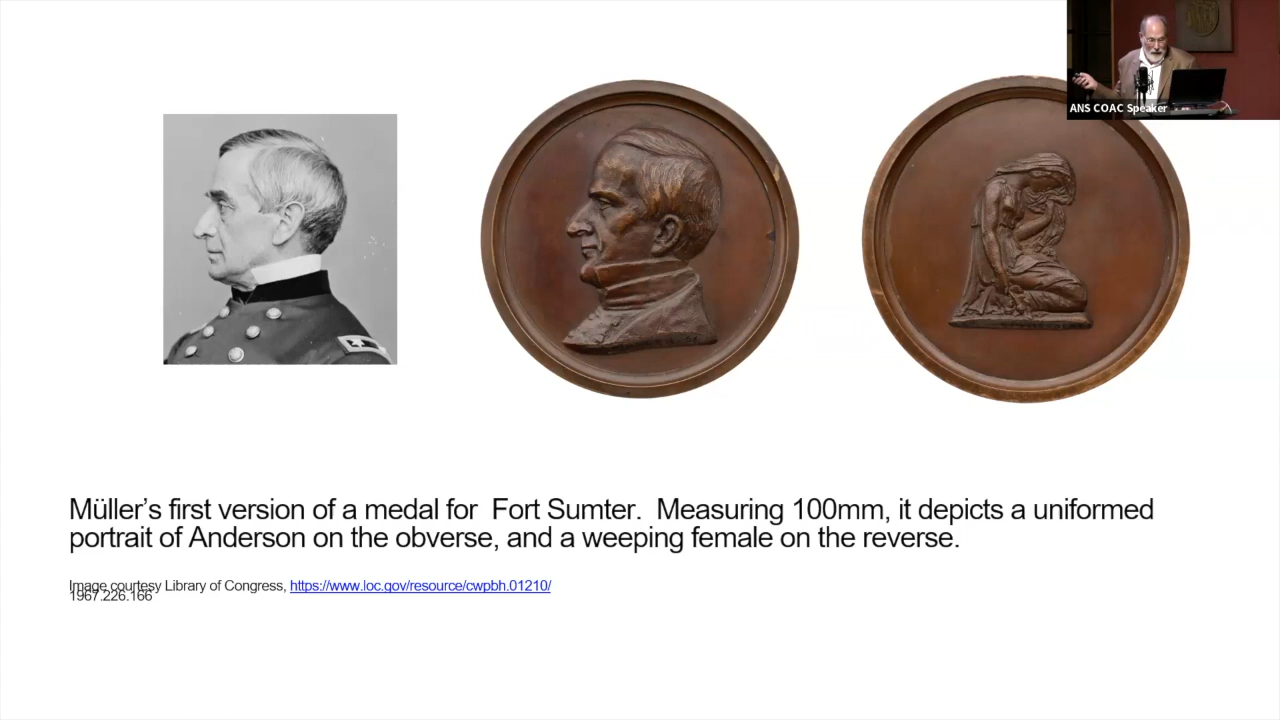 ANS COAC Speaker
Müller's first version of a medal for Fort Sumter. Measuring 100mm, it depicts a uniformed
portrait of Anderson on the obverse, and a weeping female on the reverse.
Image courtesy Library of Congress, https://www.loc.gov/resource/cwpbh.01210/
1967.226.166